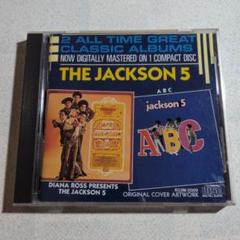 2 ALL TIME GREAT
CLASSIC ALBUMS
NOW DIGITALLY MASTERED ON 1 COMPACT DISC
THE JACKSON 5
ABC
jackson 5
ABC
DIANA ROSS PRESENTS
THE JACKSON 5
ORIGINAL COVER ARTWORK